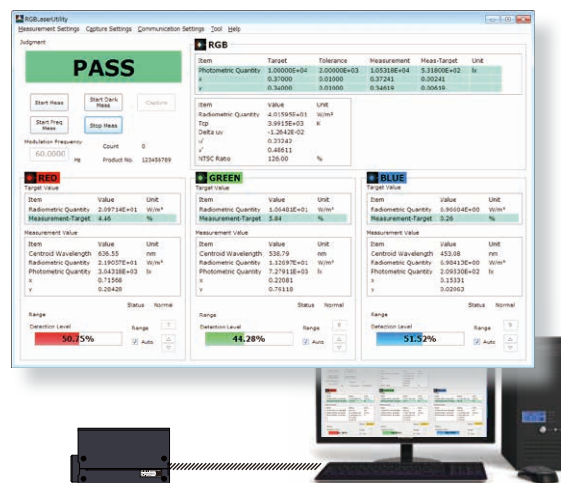 RGBLaserUtility
Measurement Settings Capture Settings Communication Settings Tool Help
Judgment
PASS
Start Meas Start Dark Meas Capture
Start Freq Meas Stop Meas
Modulation Frequency
60.0000 Hz
Count 0
Product No. 123456789
RGB
Item Target Tolerance Measurement Meas-Target Unit
Photometric Quantity 1.00000E+04 2.00000E+03 1.05318E+04 5.31800E+02 lx
x 0.37000 0.01000 0.37241 0.00241
y 0.34000 0.01000 0.34619 0.00619
Item Value Unit
Radiometric Quantity 4.01595E+01 W/m²
Tcp 3.9915E+03 K
Delta uv -1.2642E-02
u' 0.23242
v' 0.48611
NTSC Ratio 126.00 %
RED
Target Value
Item Value Unit
Radiometric Quantity 2.09714E+01 W/m²
Measurement-Target 4.46 %
Measurement Value
Item Value Unit
Centroid Wavelength 636.55 nm
Radiometric Quantity 2.19057E+01 W/m²
Photometric Quantity 3.04318E+03 lx
x 0.71568
y 0.28428
Status Normal
Range
Detection Level Range
50.75% Auto
GREEN
Target Value
Item Value Unit
Radiometric Quantity 1.06481E+01 W/m²
Measurement-Target 5.84 %
Measurement Value
Item Value Unit
Centroid Wavelength 538.79 nm
Radiometric Quantity 1.12697E+01 W/m²
Photometric Quantity 7.27911E+03 lx
x 0.22081
y 0.76118
Status Normal
Range
Detection Level Range
44.28% Auto
BLUE
Target Value
Item Value Unit
Radiometric Quantity W/m²
Measurement-Target 0.26 %
Measurement Value
Item Value Unit
Centroid Wavelength 453.08 nm
Radiometric Quantity 6.98413E+00 W/m²
Photometric Quantity 2.09530E+02 lx
x
y
Status Normal
Range
Detection Level Range
51.52% Auto